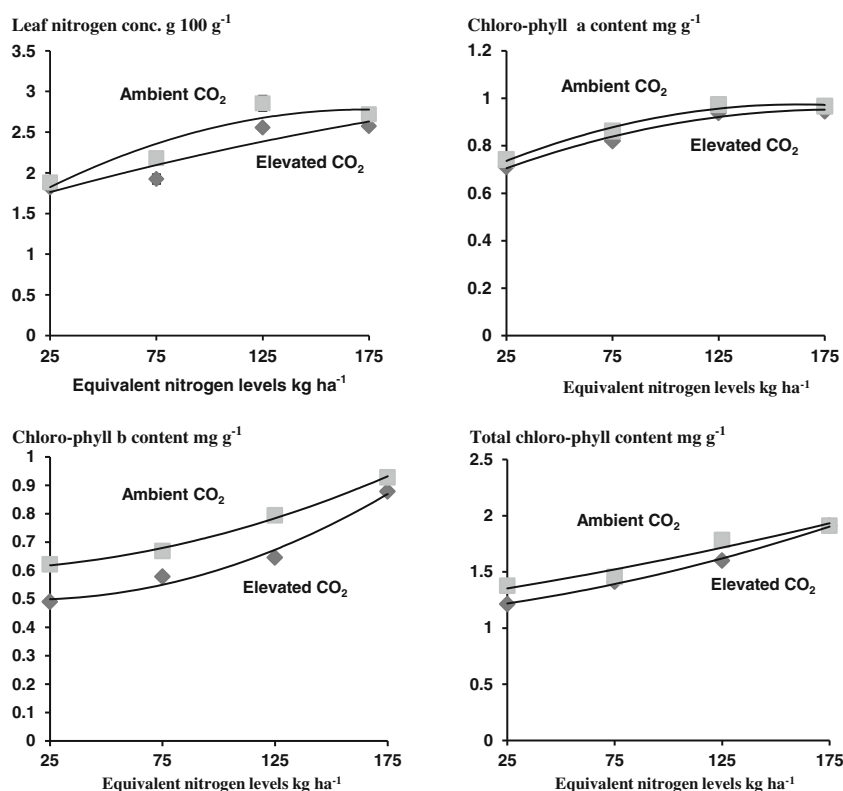 Leaf nitrogen conc. g 100 g⁻¹
3.5
3
2.5
2
1.5
1
0.5
0
Ambient CO₂
Elevated CO₂
25 75 125 175
Equivalent nitrogen levels kg ha⁻¹
Chloro-phyll a content mg g⁻¹
1.2
1
0.8
0.6
0.4
0.2
0
Ambient CO₂
Elevated CO₂
25 75 125 175
Equivalent nitrogen levels kg ha⁻¹
Chloro-phyll b content mg g⁻¹
1
0.9
0.8
0.7
0.6
0.5
0.4
0.3
0.2
0.1
0
Ambient CO₂
Elevated CO₂
25 75 125 175
Equivalent nitrogen levels kg ha⁻¹
Total chloro-phyll content mg g⁻¹
2.5
2
1.5
1
0.5
0
Ambient CO₂
Elevated CO₂
25 75 125 175
Equivalent nitrogen levels kg ha⁻¹